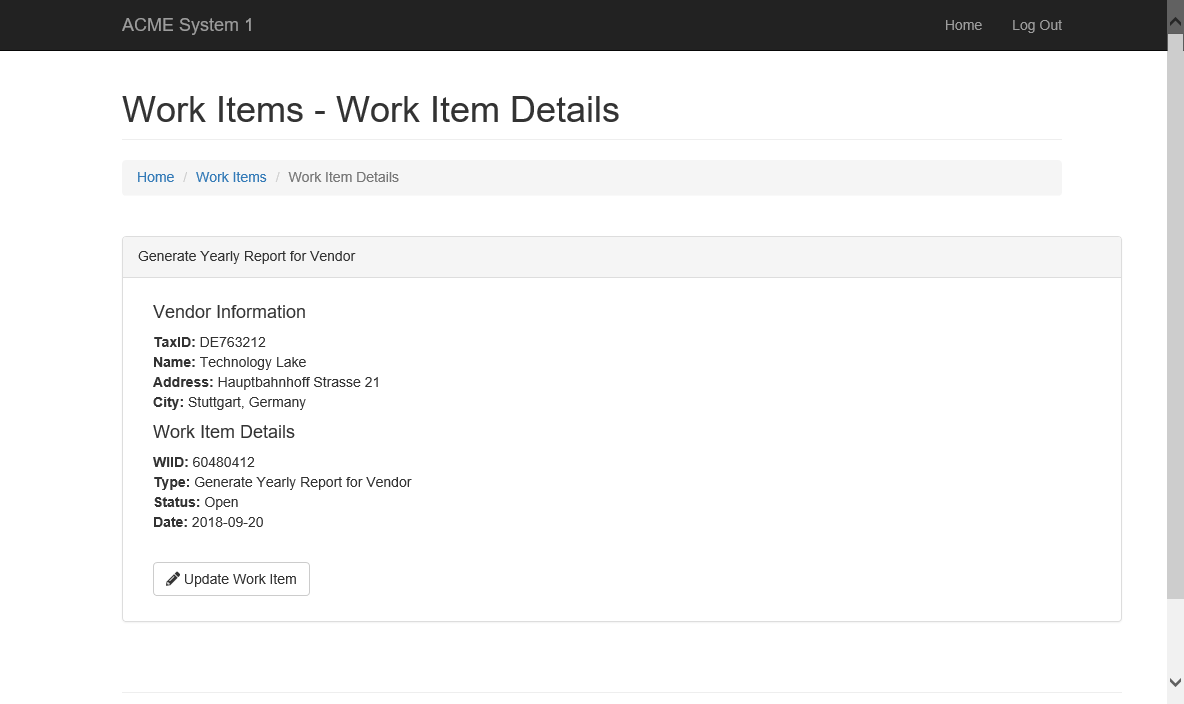 ACME System 1 Home Log Out
Work Items - Work Item Details
Home / Work Items / Work Item Details
Generate Yearly Report for Vendor
Vendor Information
TaxID: DE763212
Name: Technology Lake
Address: Hauptbahnhoff Strasse 21
City: Stuttgart, Germany
Work Item Details
WIID: 60480412
Type: Generate Yearly Report for Vendor
Status: Open
Date: 2018-09-20
Update Work Item